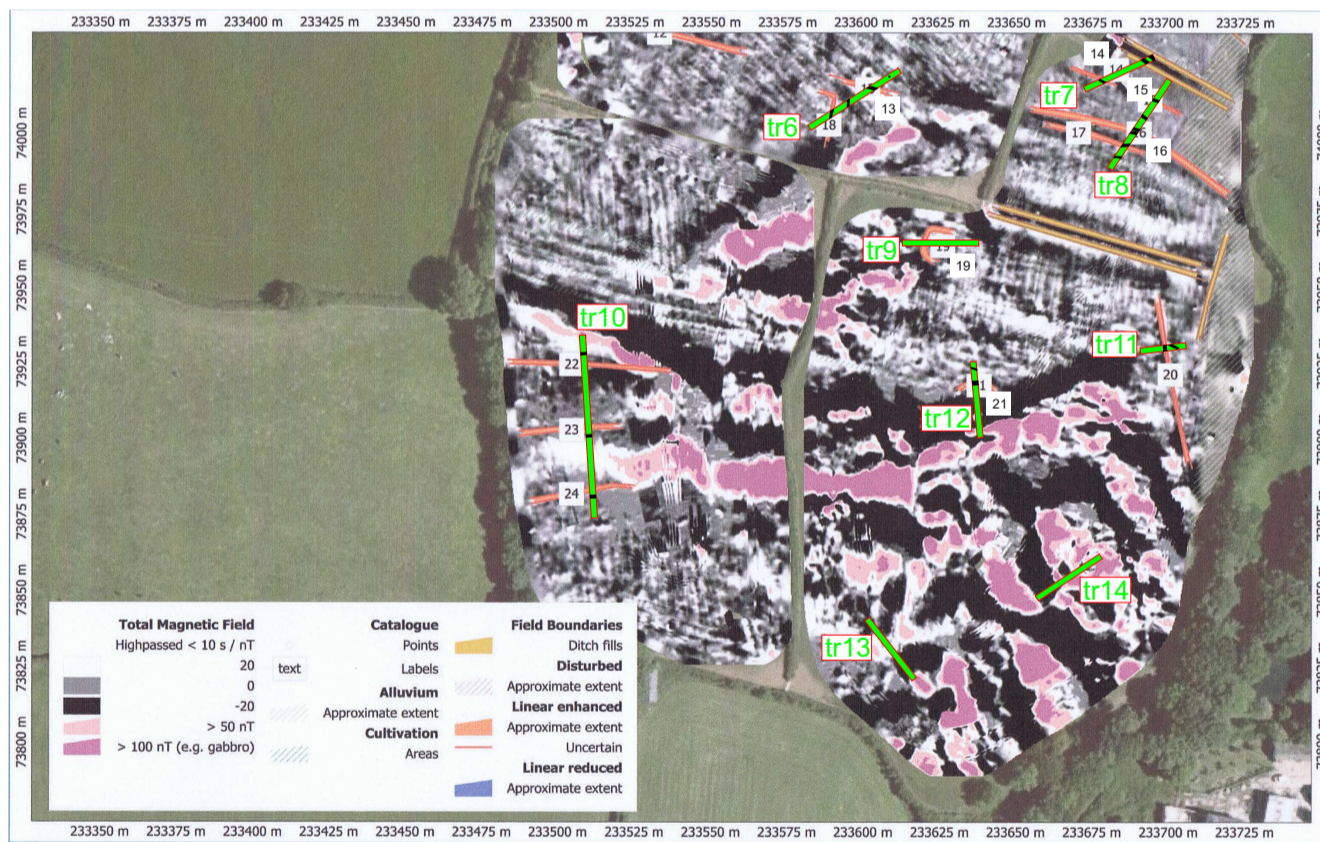 233350 m 233375 m 233400 m 233425 m 233450 m 233475 m 233500 m 233525 m 233550 m 233575 m 233600 m 233625 m 233650 m 233675 m 233700 m 233725 m
74000 m
73975 m
73950 m
73925 m
73900 m
73875 m
73850 m
73825 m
73800 m
12
14
14
tr7
15
13
tr6
18
17
16
16
tr8
tr9
19
19
tr10
22
tr11
20
21
tr12
23
24
tr14
tr13
Total Magnetic Field
Highpassed < 10 s / nT
20
0
-20
> 50 nT
> 100 nT (e.g. gabbro)
Catalogue
Points
text Labels
Alluvium
Approximate extent
Cultivation
Areas
Field Boundaries
Ditch fills
Disturbed
Approximate extent
Linear enhanced
Approximate extent
Uncertain
Linear reduced
Approximate extent
233350 m 233375 m 233400 m 233425 m 233450 m 233475 m 233500 m 233525 m 233550 m 233575 m 233600 m 233625 m 233650 m 233675 m 233700 m 233725 m